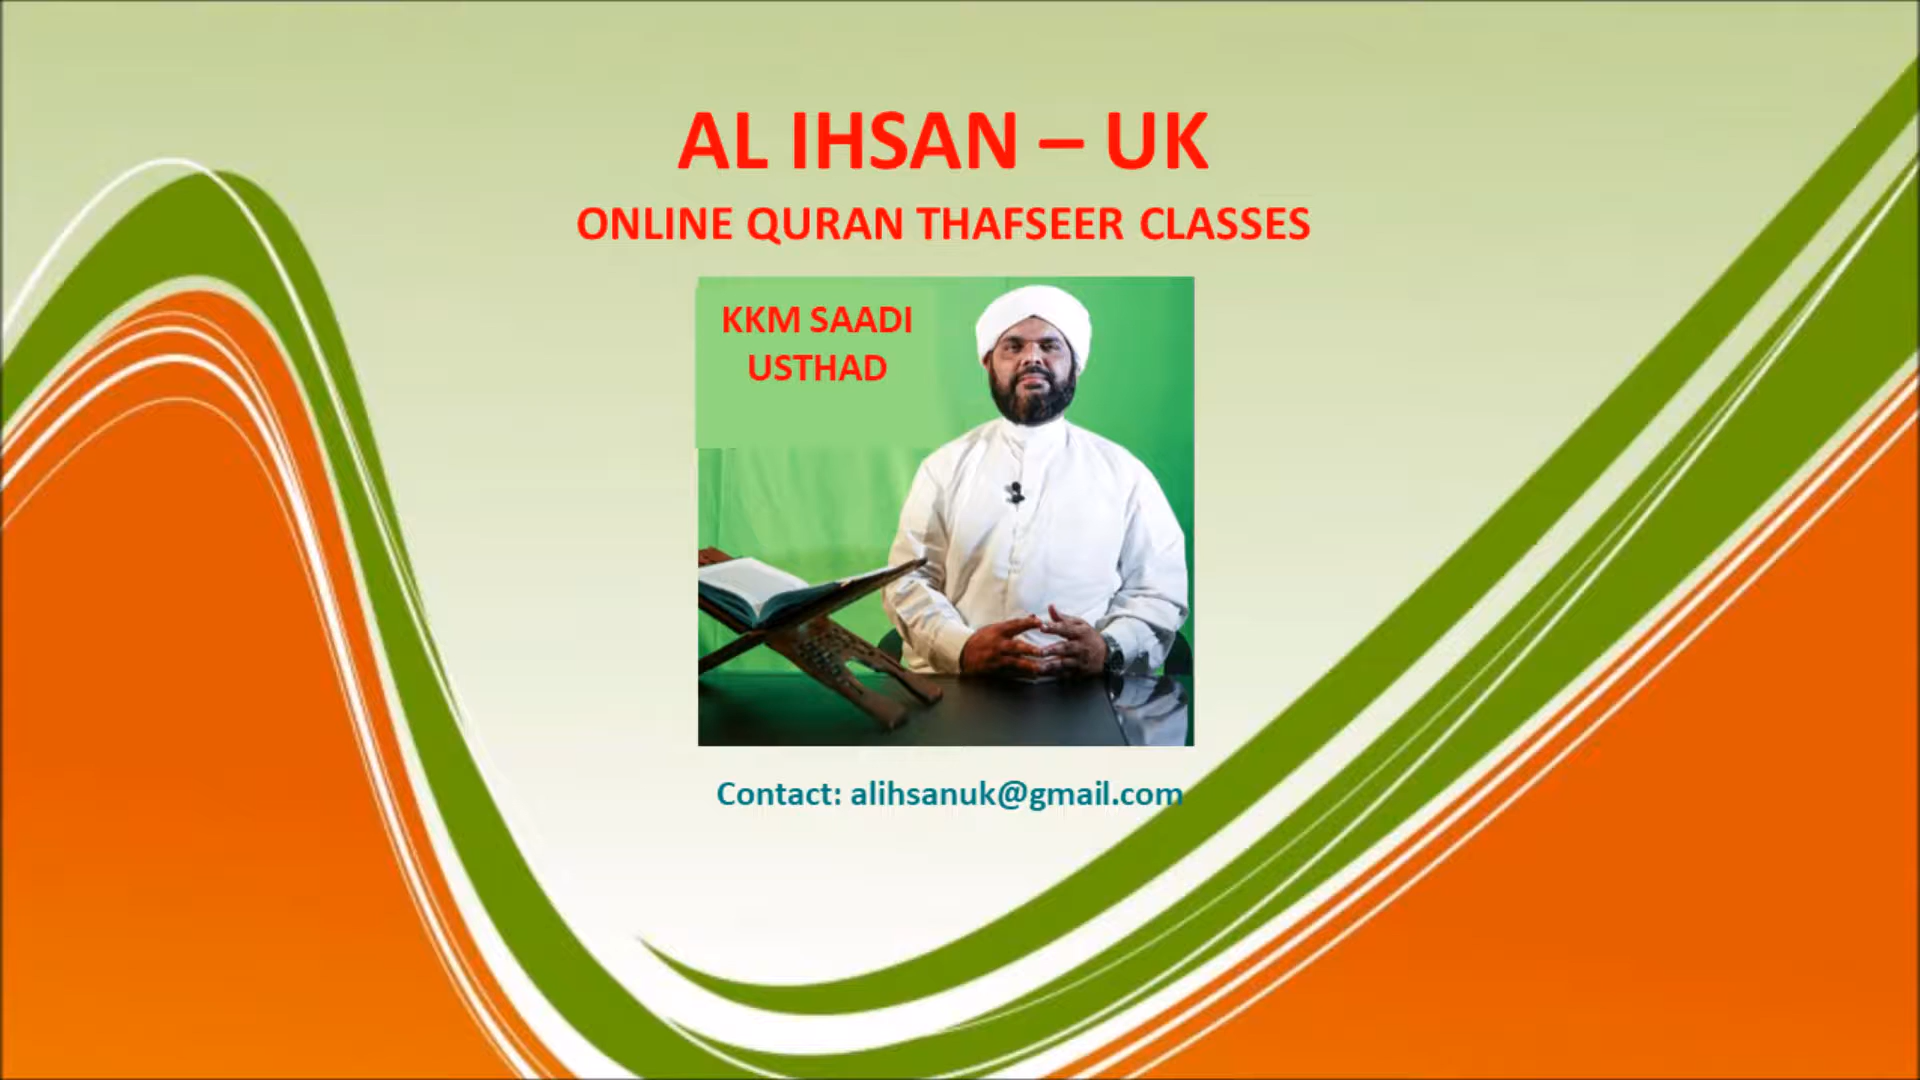 AL IHSAN – UK
ONLINE QURAN THAFSEER CLASSES
KKM SAADI
USTHAD
Contact: alihsanuk@gmail.com